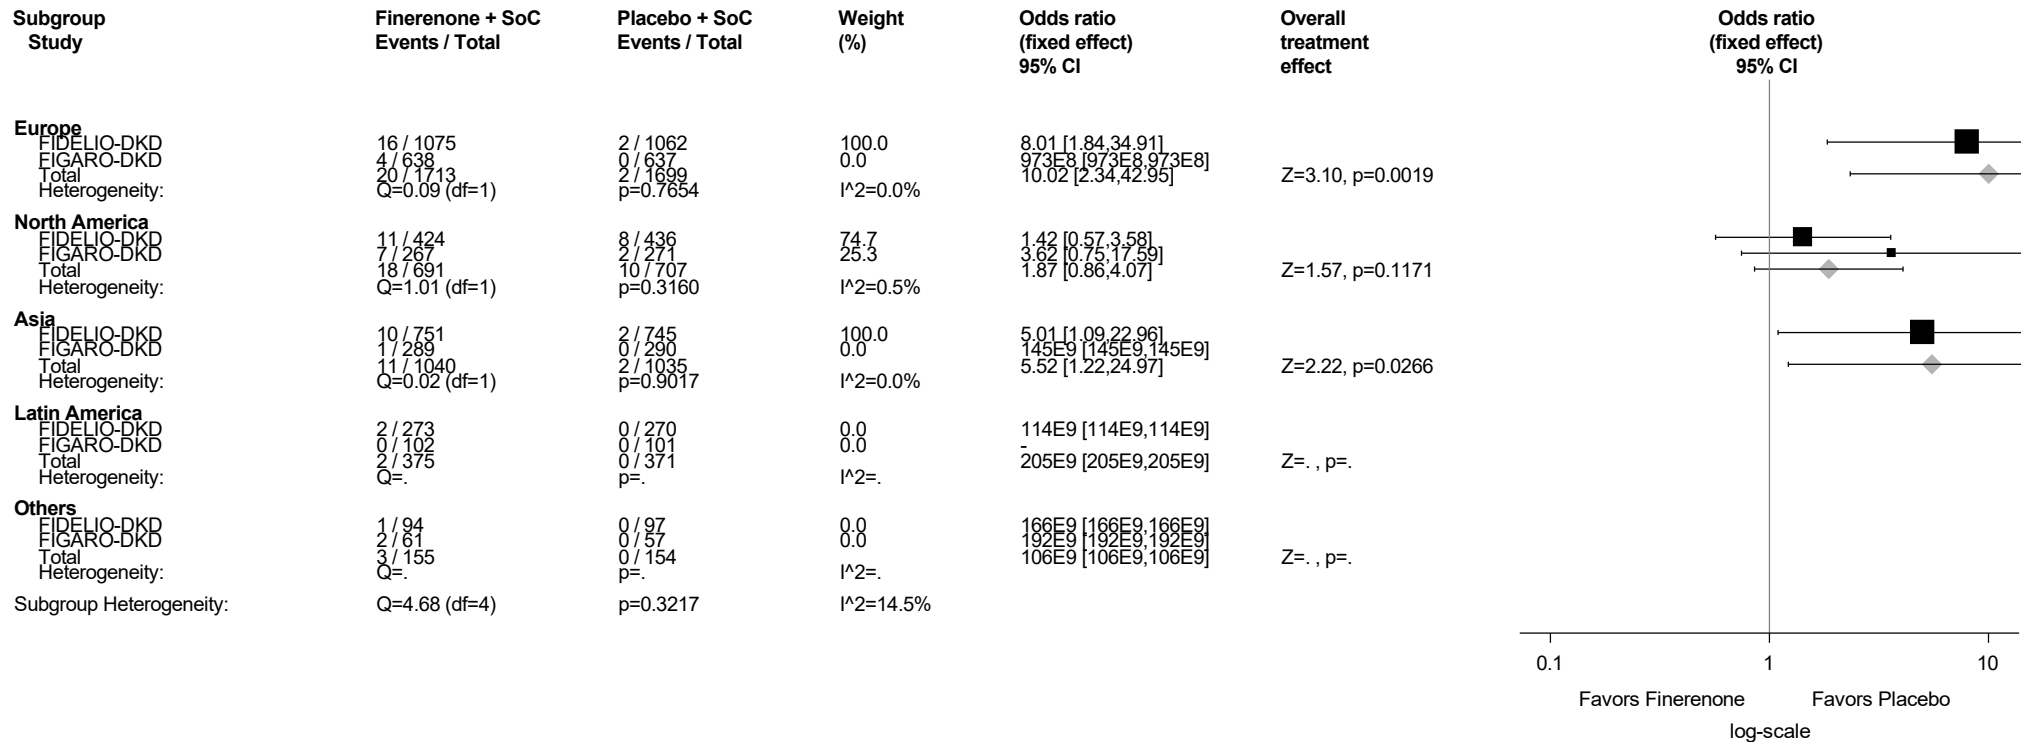 Subgroup Finerenone + SoC Placebo + SoC Weight Odds ratio Overall Odds ratio
Study Events / Total Events / Total (%) (fixed effect) treatment (fixed effect)
95% CI effect 95% CI
Europe
FIDELIO-DKD 16 / 1075 2 / 1062 100.0 8.01 [1.84,34.91]
FIGARO-DKD 4 / 638 0 / 637 0.0 973E8 [973E8,973E8]
Total 20 / 1713 2 / 1699 10.02 [2.34,42.95] Z=3.10, p=0.0019
Heterogeneity: Q=0.09 (df=1) p=0.7654 I^2=0.0%
North America
FIDELIO-DKD 11 / 424 8 / 436 74.7 1.42 [0.57,3.58]
FIGARO-DKD 7 / 267 2 / 271 25.3 3.62 [0.75,17.59]
Total 18 / 691 10 / 707 1.87 [0.86,4.07] Z=1.57, p=0.1171
Heterogeneity: Q=1.01 (df=1) p=0.3160 I^2=0.5%
Asia
FIDELIO-DKD 10 / 751 2 / 745 100.0 5.01 [1.09,22.96]
FIGARO-DKD 1 / 289 0 / 290 0.0 145E9 [145E9,145E9]
Total 11 / 1040 2 / 1035 5.52 [1.22,24.97] Z=2.22, p=0.0266
Heterogeneity: Q=0.02 (df=1) p=0.9017 I^2=0.0%
Latin America
FIDELIO-DKD 2 / 273 0 / 270 0.0 114E9 [114E9,114E9]
FIGARO-DKD 0 / 102 0 / 101 0.0 -
Total 2 / 375 0 / 371 205E9 [205E9,205E9] Z=. , p=.
Heterogeneity: Q=. p=. I^2=.
Others
FIDELIO-DKD 1 / 94 0 / 97 0.0 166E9 [166E9,166E9]
FIGARO-DKD 2 / 61 0 / 57 0.0 192E9 [192E9,192E9]
Total 3 / 155 0 / 154 106E9 [106E9,106E9] Z=. , p=.
Heterogeneity: Q=. p=. I^2=.
Subgroup Heterogeneity: Q=4.68 (df=4) p=0.3217 I^2=14.5%
0.1 1 10
Favors Finerenone Favors Placebo
log-scale